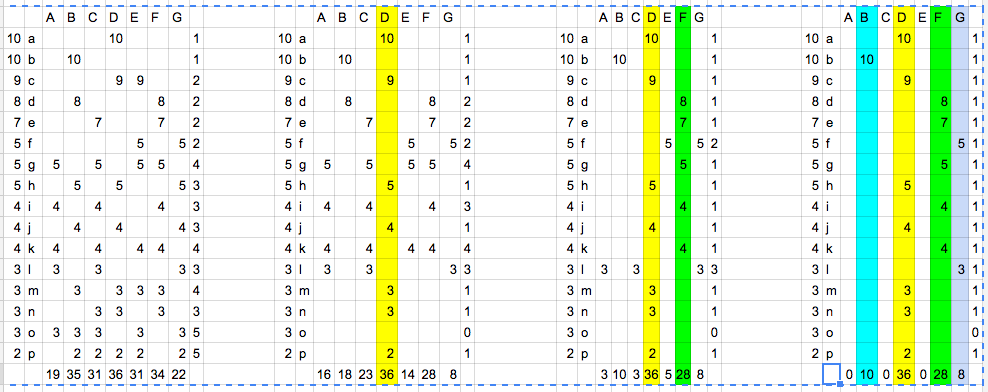 A B C D E F G A B C D E F G A B C D E F G A B C D E F G
10 a 10 1 10 a 10 1 10 a 10 1 10 a 10 1
10 b 10 1 10 b 10 1 10 b 10 1 10 b 10 1
9 c 9 9 2 9 c 9 1 9 c 9 1 9 c 9 1
8 d 8 8 2 8 d 8 8 2 8 d 8 1 8 d 8 1
7 e 7 7 2 7 e 7 7 2 7 e 7 1 7 e 7 1
5 f 5 5 2 5 f 5 5 2 5 f 5 5 2 5 f 5 1
5 g 5 5 5 5 4 5 g 5 5 5 5 4 5 g 5 1 5 g 5 1
5 h 5 5 5 3 5 h 5 1 5 h 5 1 5 h 5 1
4 i 4 4 4 3 4 i 4 4 4 3 4 i 4 1 4 i 4 1
4 j 4 4 4 3 4 j 4 1 4 j 4 1 4 j 4 1
4 k 4 4 4 4 4 4 k 4 4 4 4 4 4 k 4 1 4 k 4 1
3 l 3 3 3 3 3 l 3 3 3 3 3 l 3 3 3 3 3 l 3 1
3 m 3 3 3 3 4 3 m 3 1 3 m 3 1 3 m 3 1
3 n 3 3 3 3 3 n 3 1 3 n 3 1 3 n 3 1
3 o 3 3 3 3 3 5 3 o 0 3 o 0 3 o 0
2 p 2 2 2 2 2 5 2 p 2 1 2 p 2 1 2 p 2 1
19 35 31 36 31 34 22 16 18 23 36 14 28 8 3 10 3 36 5 28 8 0 10 0 36 0 28 8